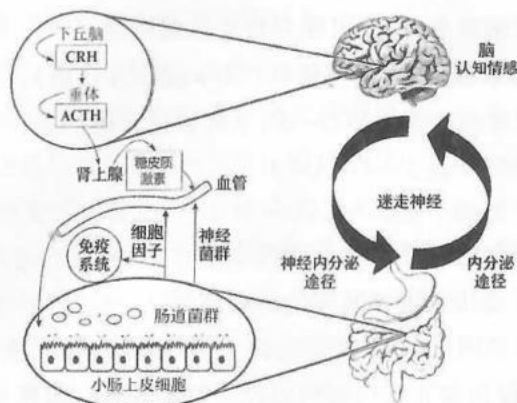 下丘脑
CRH
垂体
ACTH
肾上腺
糖皮质
激素
血管
免疫
系统
细胞
因子
神经
菌群
肠道菌群
小肠上皮细胞
脑
认知情感
迷走神经
神经内分泌
途径
内分泌
途径